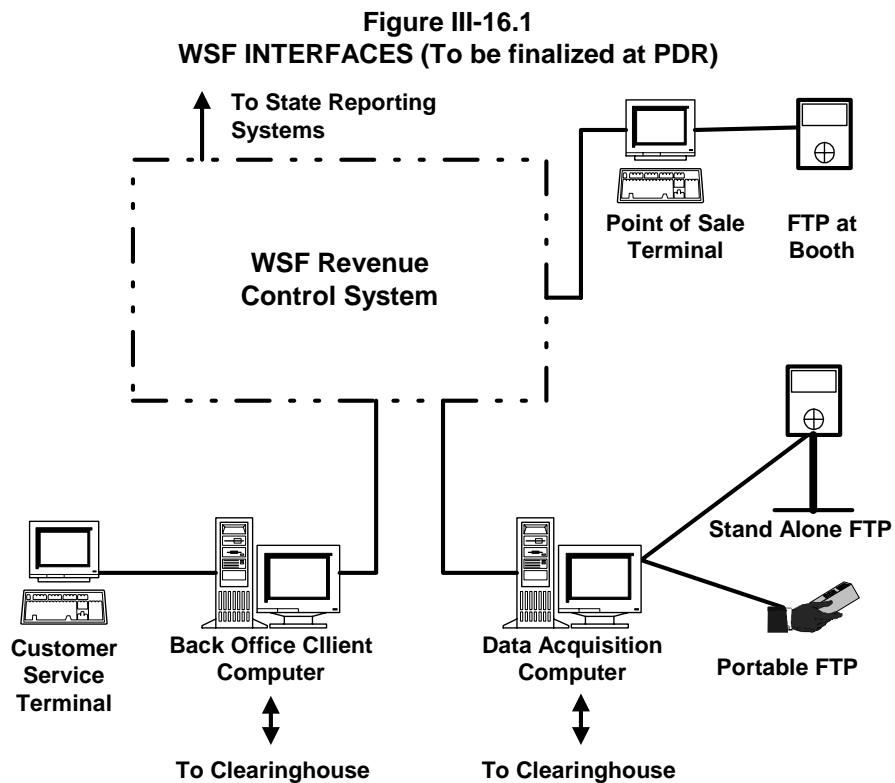 Figure III-16.1
WSF INTERFACES (To be finalized at PDR)
To State Reporting
Systems
WSF Revenue
Control System
Point of Sale
Terminal
FTP at
Booth
Stand Alone FTP
Portable FTP
Customer
Service
Terminal
Back Office Cllient
Computer
Data Acquisition
Computer
To Clearinghouse
To Clearinghouse